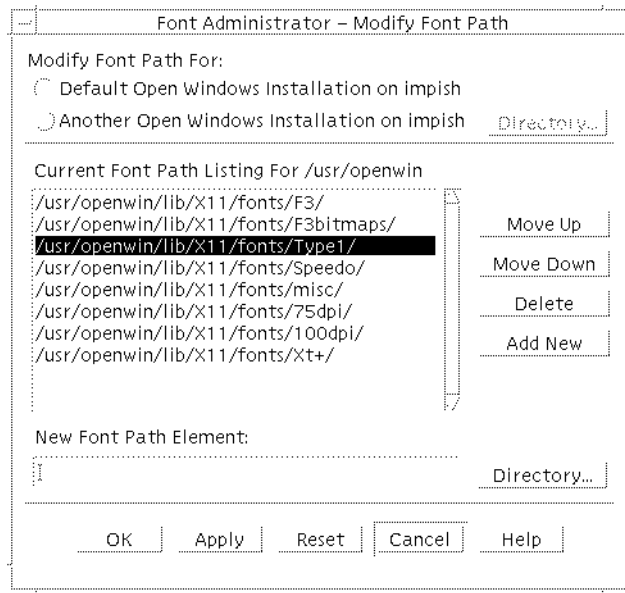 Font Administrator – Modify Font Path
Modify Font Path For:
Default Open Windows Installation on impish
Another Open Windows Installation on impish
Directory...
Current Font Path Listing For /usr/openwin
/usr/openwin/lib/X11/fonts/F3/
/usr/openwin/lib/X11/fonts/F3bitmaps/
/usr/openwin/lib/X11/fonts/Type1/
/usr/openwin/lib/X11/fonts/Speedo/
/usr/openwin/lib/X11/fonts/misc/
/usr/openwin/lib/X11/fonts/75dpi/
/usr/openwin/lib/X11/fonts/100dpi/
/usr/openwin/lib/X11/fonts/Xt+/
Move Up
Move Down
Delete
Add New
New Font Path Element:
Directory...
OK Apply Reset Cancel Help